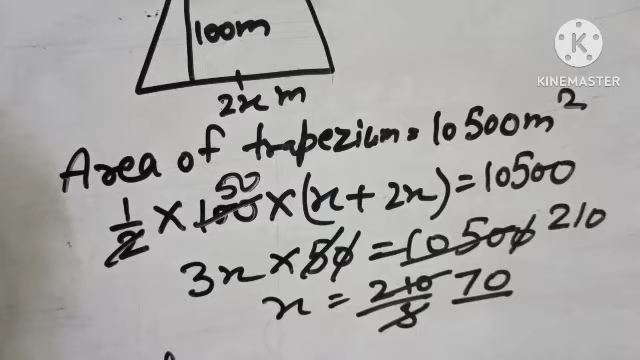 100m
K
KINEMASTER
2x m
Area of trapezium = 10500m²
50
1/2 × 100 × (x + 2x) = 10500
3x × 50 = 10500 210
x = 210/3 70